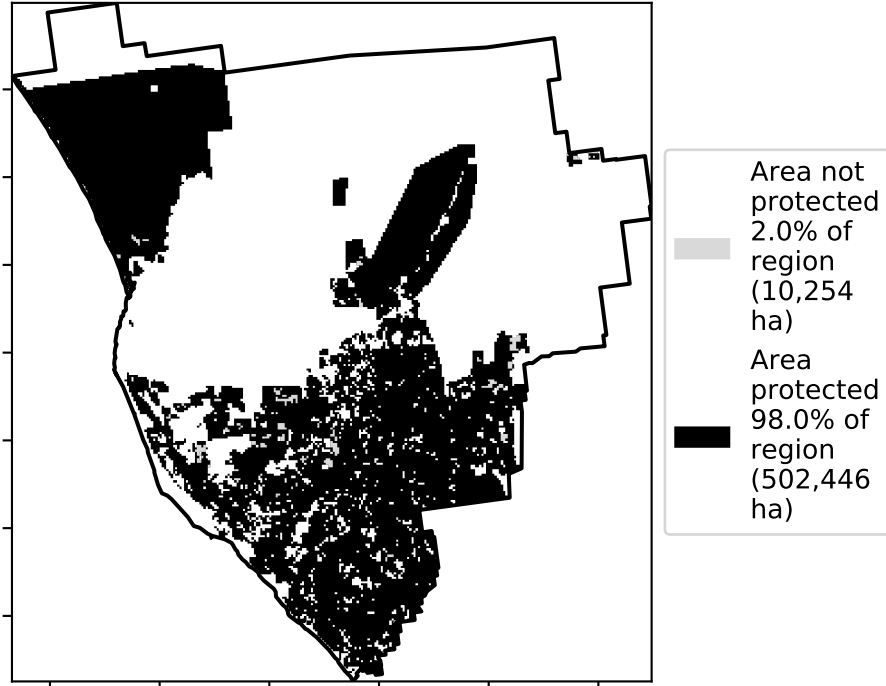 Area not
protected
2.0% of
region
(10,254
ha)
Area
protected
98.0% of
region
(502,446
ha)